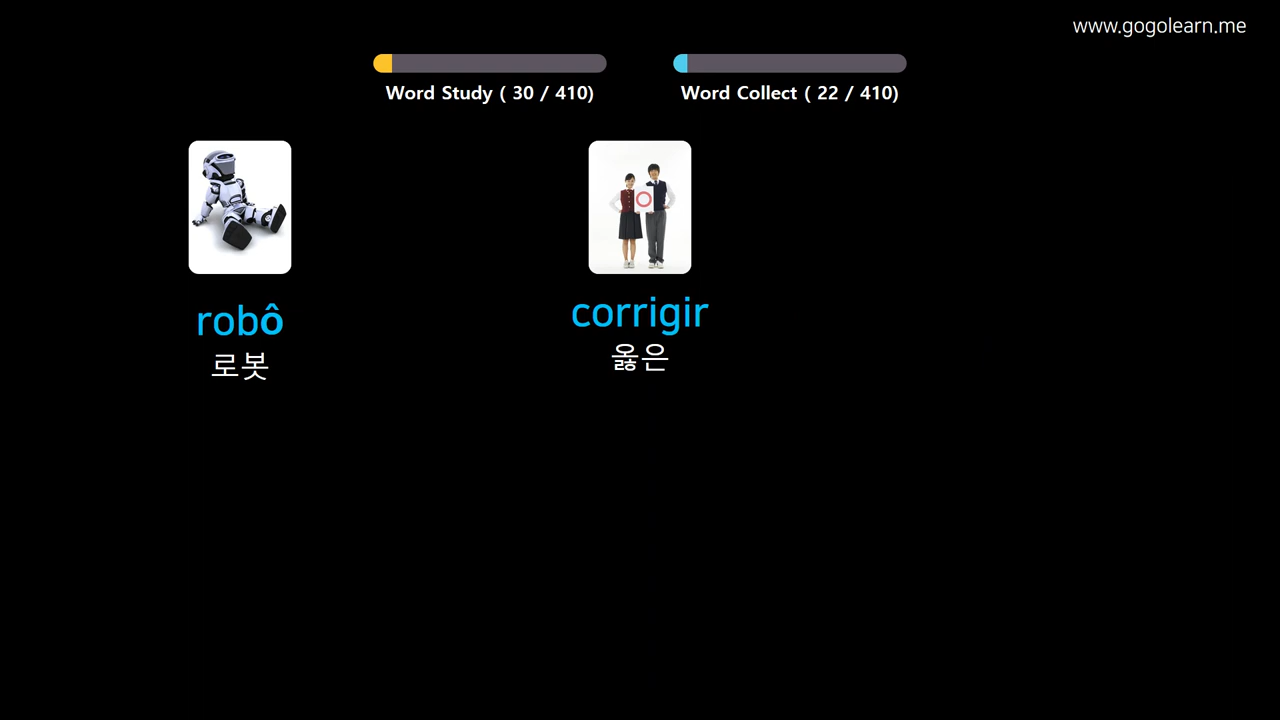 www.gogolearn.me
Word Study ( 30 / 410)
Word Collect ( 22 / 410)
robô
로봇
corrigir
옳은